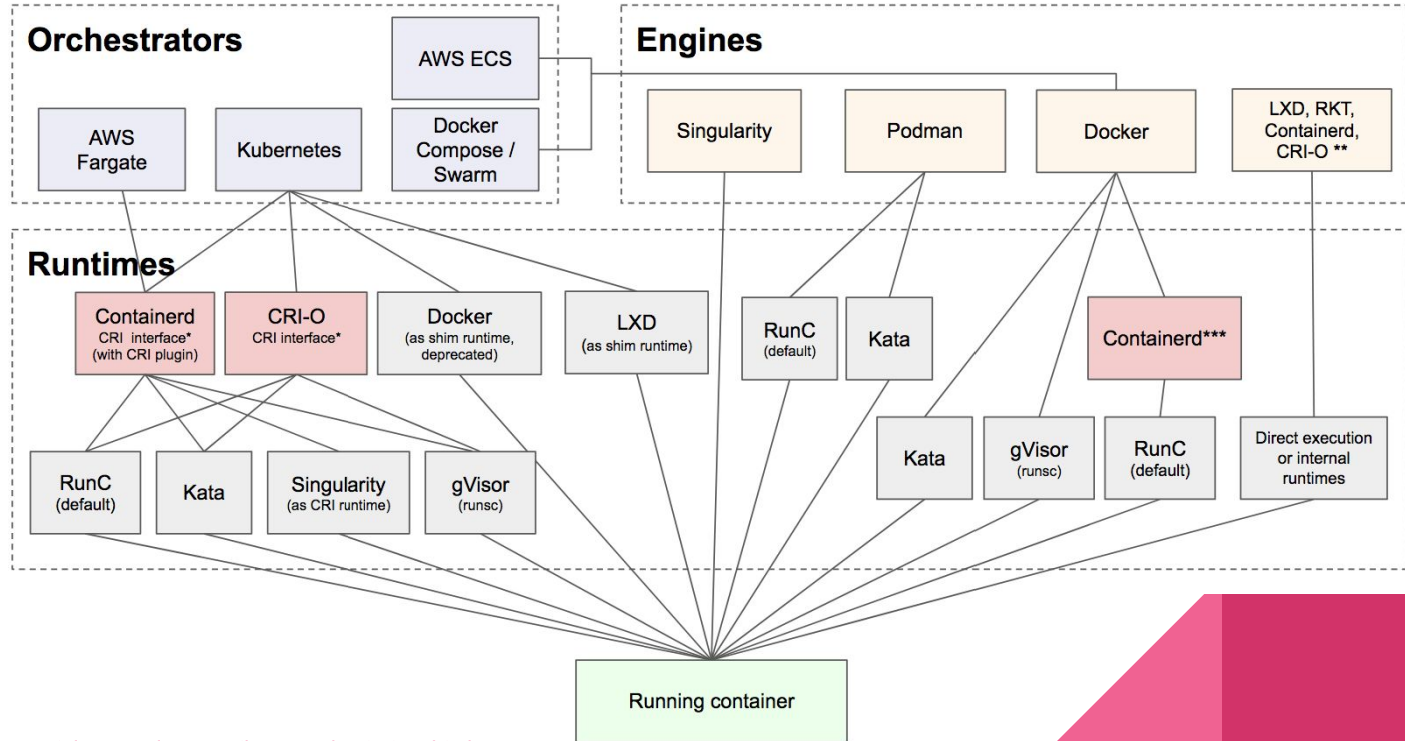 Orchestrators
AWS ECS
AWS
Fargate
Kubernetes
Docker
Compose /
Swarm
Engines
Singularity
Podman
Docker
LXD, RKT,
Containerd,
CRI-O **
Runtimes
Containerd
CRI interface*
(with CRI plugin)
CRI-O
CRI interface*
Docker
(as shim runtime,
deprecated)
LXD
(as shim runtime)
RunC
(default)
Kata
Containerd***
RunC
(default)
Kata
Singularity
(as CRI runtime)
gVisor
(runsc)
Kata
gVisor
(runsc)
RunC
(default)
Direct execution
or internal
runtimes
Running container